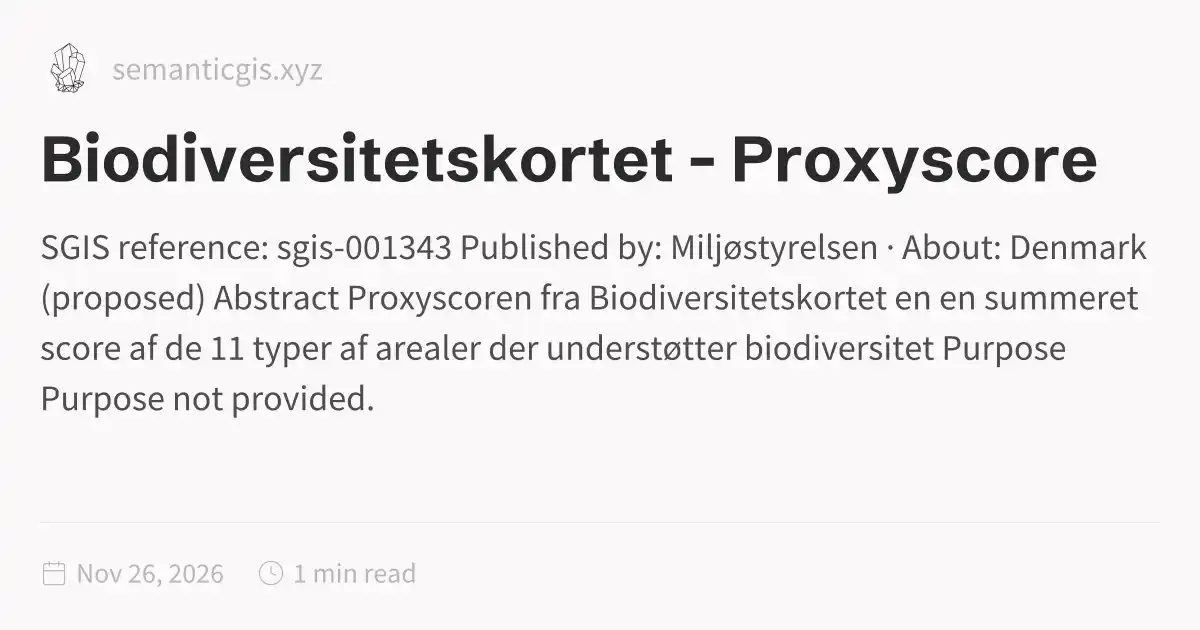 semanticgis.xyz
Biodiversitetskortet - Proxyscore
SGIS reference: sgis-001343 Published by: Miljøstyrelsen · About: Denmark
(proposed) Abstract Proxyscoren fra Biodiversitetskortet en en summeret
score af de 11 typer af arealer der understøtter biodiversitet Purpose
Purpose not provided.
Nov 26, 2026 1 min read